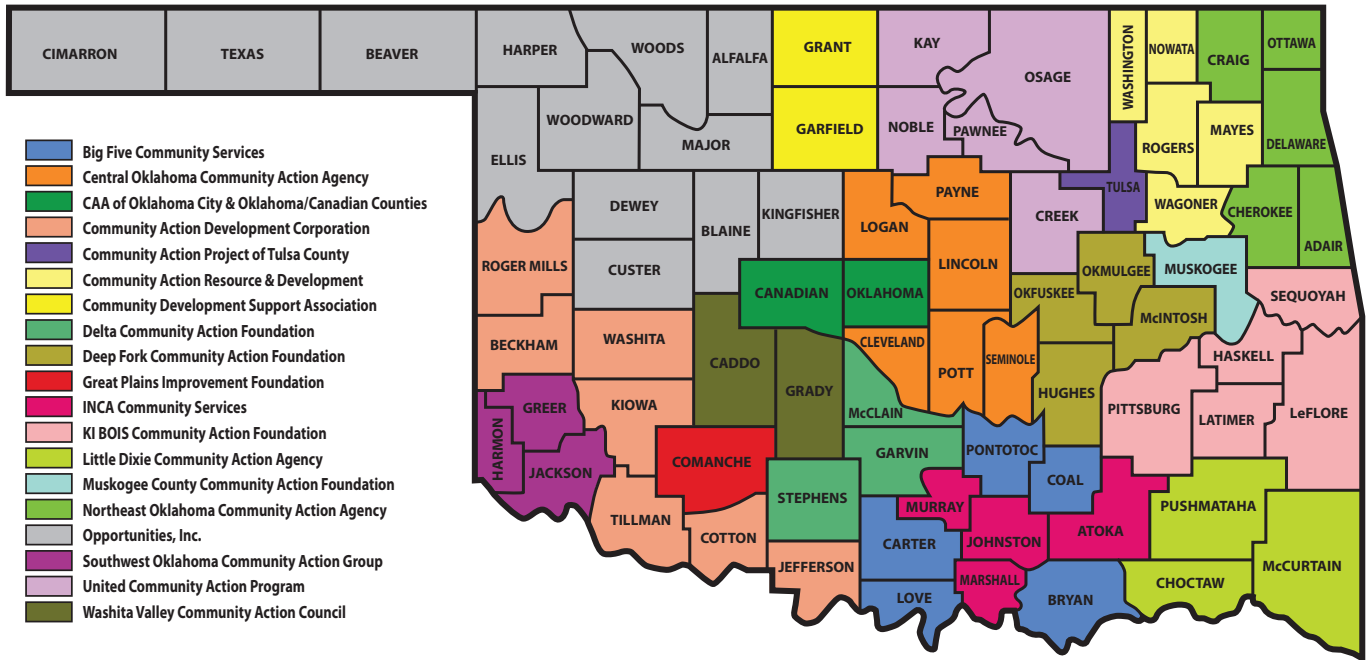 CIMARRON
TEXAS
BEAVER
HARPER
WOODS
ALFALFA
GRANT
KAY
OSAGE
WASHINGTON
NOWATA
CRAIG
OTTAWA
ELLIS
WOODWARD
MAJOR
GARFIELD
NOBLE
PAWNEE
ROGERS
MAYES
DELAWARE
Big Five Community Services
Central Oklahoma Community Action Agency
CAA of Oklahoma City & Oklahoma/Canadian Counties
Community Action Development Corporation
Community Action Project of Tulsa County
Community Action Resource & Development
Community Development Support Association
Delta Community Action Foundation
Deep Fork Community Action Foundation
Great Plains Improvement Foundation
INCA Community Services
KI BOIS Community Action Foundation
Little Dixie Community Action Agency
Muskogee County Community Action Foundation
Northeast Oklahoma Community Action Agency
Opportunities, Inc.
Southwest Oklahoma Community Action Group
United Community Action Program
Washita Valley Community Action Council
DEWEY
BLAINE
KINGFISHER
LOGAN
PAYNE
CREEK
TULSA
WAGONER
CHEROKEE
ADAIR
ROGER MILLS
CUSTER
CANADIAN
OKLAHOMA
LINCOLN
OKFUSKEE
OKMULGEE
MUSKOGEE
SEQUOYAH
BECKHAM
WASHITA
CADDO
GRADY
CLEVELAND
POTT
SEMINOLE
HUGHES
McINTOSH
HASKELL
HARMON
GREER
KIOWA
McCLAIN
PITTSBURG
LATIMER
LeFLORE
JACKSON
COMANCHE
STEPHENS
GARVIN
PONTOTOC
COAL
PUSHMATAHA
TILLMAN
COTTON
JEFFERSON
MURRAY
CARTER
JOHNSTON
ATOKA
McCURTAIN
LOVE
MARSHALL
BRYAN
CHOCTAW